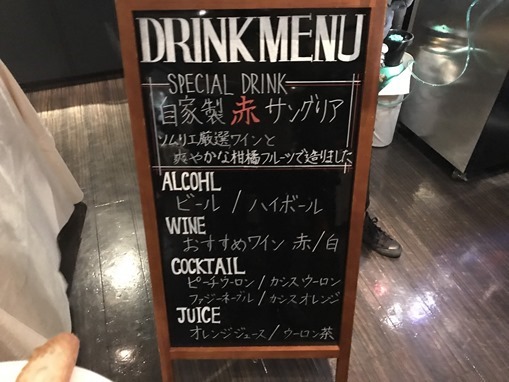 DRINK MENU
SPECIAL DRINK
自家製 赤 サングリア
ソムリエ厳選ワインと
爽やかな柑橘フルーツで造りました
ALCOHL
ビール / ハイボール
WINE
おすすめワイン 赤/白
COCKTAIL
ピーチウーロン/カシスウーロン
ファジーネーブル/カシスオレンジ
JUICE
オレンジジュース/ウーロン茶